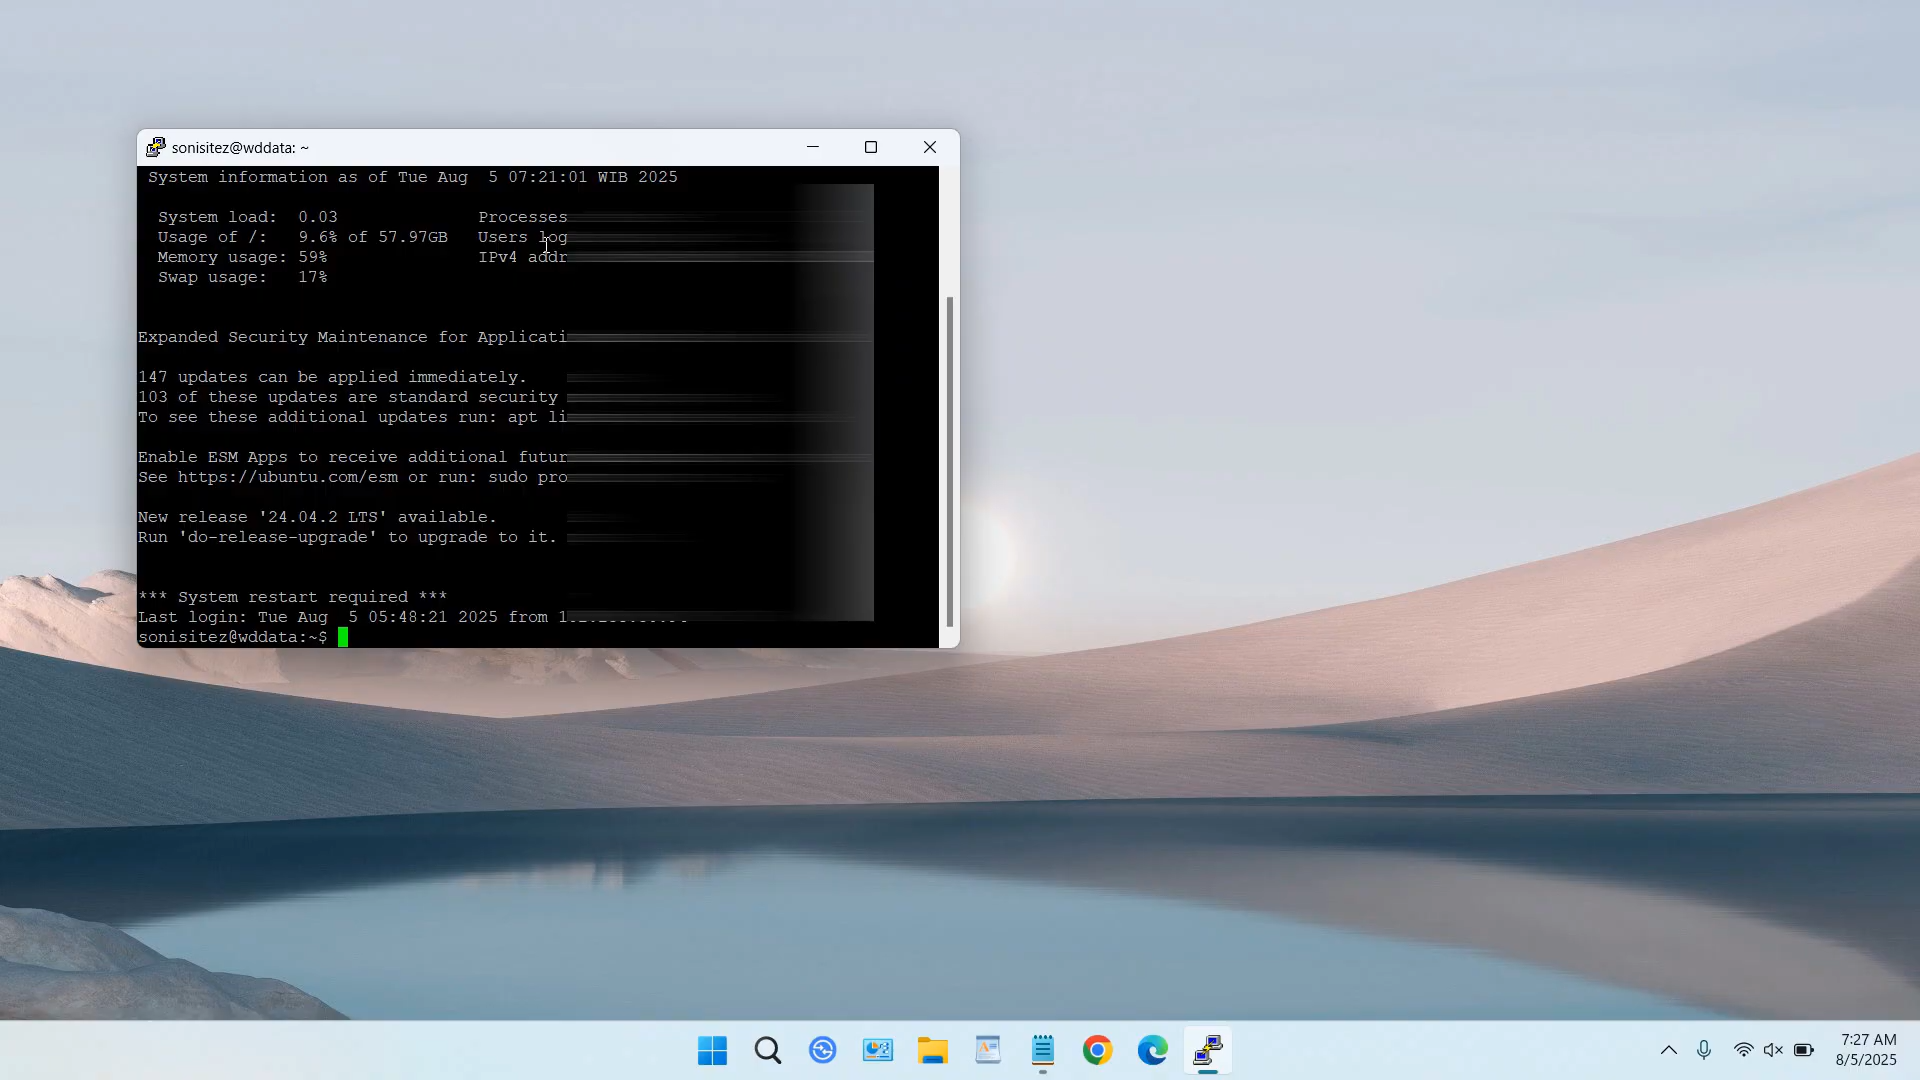 sonisitez@wddata: ~
System information as of Tue Aug  5 07:21:01 WIB 2025
System load:  0.03 Processes
Usage of /:   9.6% of 57.97GB Users log
Memory usage: 59% IPv4 addr
Swap usage:   17%
Expanded Security Maintenance for Applicati
147 updates can be applied immediately.
103 of these updates are standard security
To see these additional updates run: apt li
Enable ESM Apps to receive additional futur
See https://ubuntu.com/esm or run: sudo pro
New release '24.04.2 LTS' available.
Run 'do-release-upgrade' to upgrade to it.
*** System restart required ***
Last login: Tue Aug  5 05:48:21 2025 from
sonisitez@wddata:~$
7:27 AM
8/5/2025